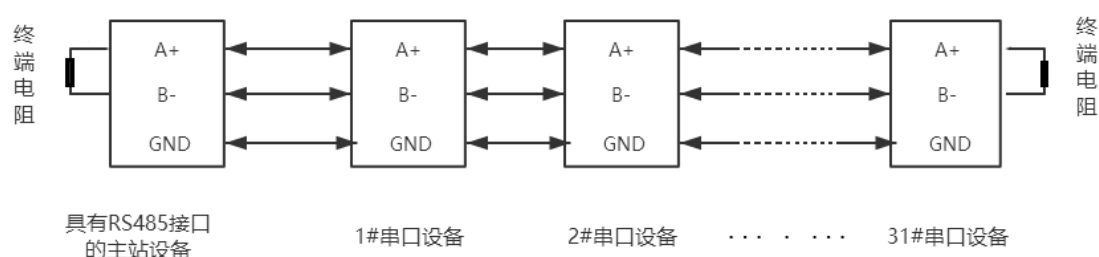 终端电阻
A+
B-
GND
A+
B-
GND
A+
B-
GND
A+
B-
GND
终端电阻
具有RS485接口
的主站设备
1#串口设备
2#串口设备
· · · · · · ·
31#串口设备